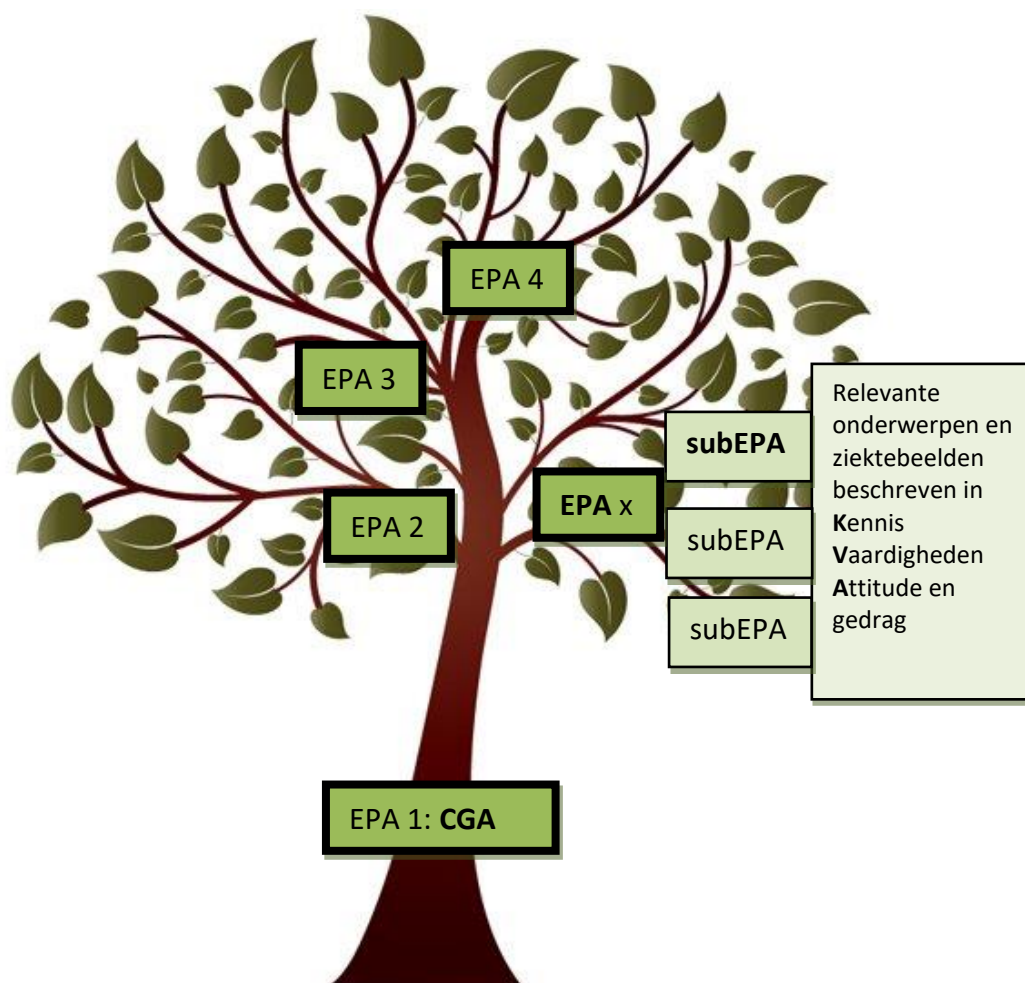 EPA 4
EPA 3
EPA 2
EPA x
subEPA
subEPA
subEPA
Relevante
onderwerpen en
ziektebeelden
beschreven in
Kennis
Vaardigheden
Attitude en
gedrag
EPA 1: CGA